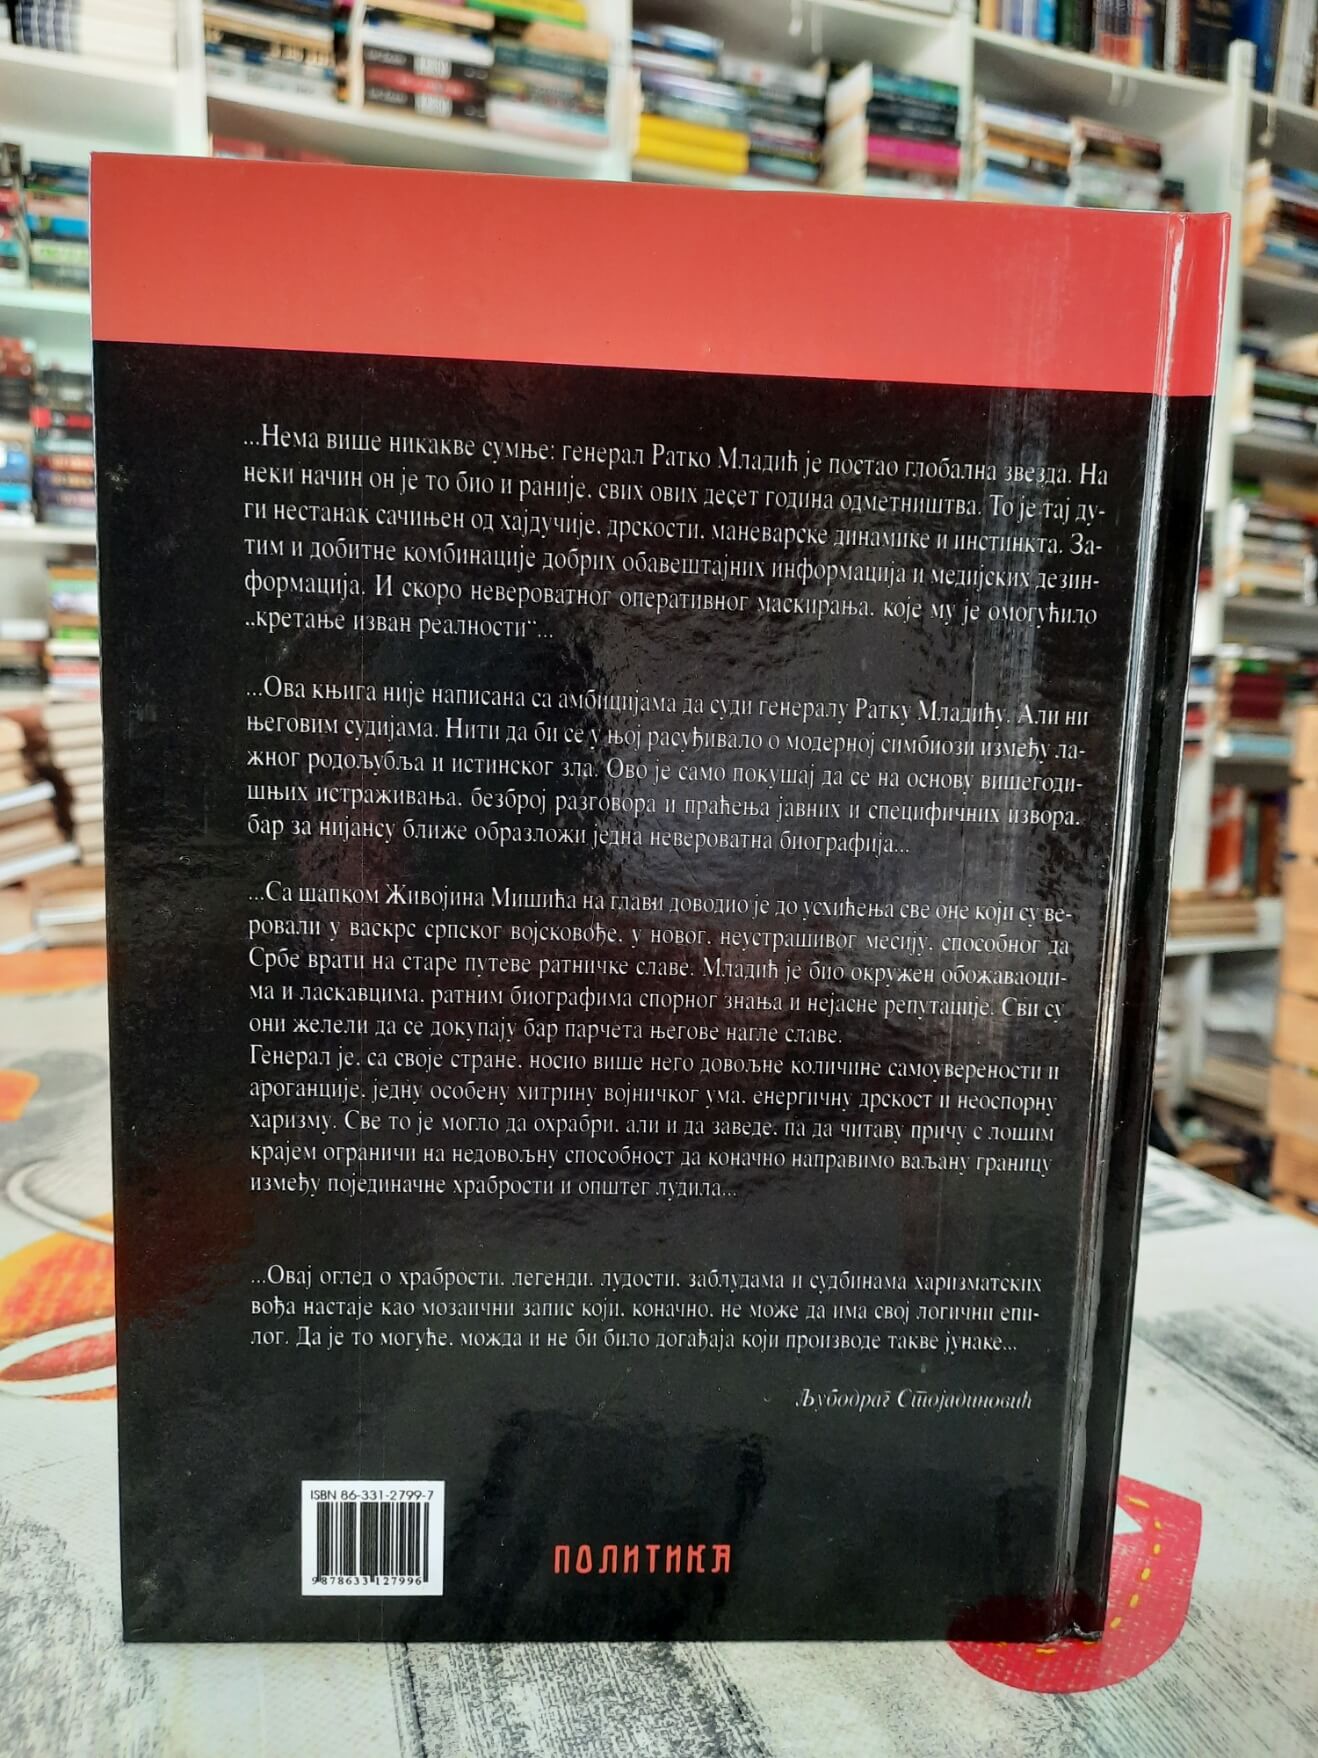 ...Нема више никакве сумње: генерал Ратко Младић је постао глобална звезда. На
неки начин он је то био и раније, свих ових десет година одметништва. То је тај ду-
ги нестанак сачињен од хајдучије, дрскости, маневарске динамике и инстинкта. За-
тим и добитне комбинације добрих обавештајних информација и медијских дезин-
формација. И скоро невероватног оперативног маскирања, које му је омогућило
„кретање изван реалности“...
...Ова књига није написана са амбицијама да суди генералу Ратку Младићу. Али ни
његовим судијама. Нити да би се у њој расуђивало о модерној симбиози између ла-
жног родољубља и истинског зла. Ово је само покушај да се на основу вишегоди-
шњих истраживања, безброј разговора и праћења јавних и специфичних извора,
бар за нијансу ближе образложи једна невероватна биографија...
...Са шапком Живојина Мишића на глави доводио је до усхићења све оне који су ве-
ровали у васкрс српског војсковође, у новог, неустрашивог месију, способног да
Србе врати на старе путеве ратничке славе. Младић је био окружен обожаваоци-
ма и ласкавцима, ратним биографима спорног знања и нејасне репутације. Сви су
они желели да се докупају бар парчета његове нагле славе.
Генерал је, са своје стране, носио више него довољне количине самоуверености и
ароганције, једну особену хитрину војничког ума, енергичну дрскост и неоспорну
харизму. Све то је могло да охрабри, али и да заведе, па да читаву причу с лошим
крајем ограничи на недовољну способност да коначно направимо ваљану границу
између појединачне храбрости и општег лудила...
...Овај оглед о храбрости, легенди, лудости, заблудама и судбинама харизматских
вођа настаје као мозаични запис који, коначно, не може да има свој логични епи-
лог. Да је то могуће, можда и не би било догађаја који производе такве јунаке...
Љубодраг Стојадиновић
ISBN 86-331-2799-7
9788633127996
ПОЛИТИКА